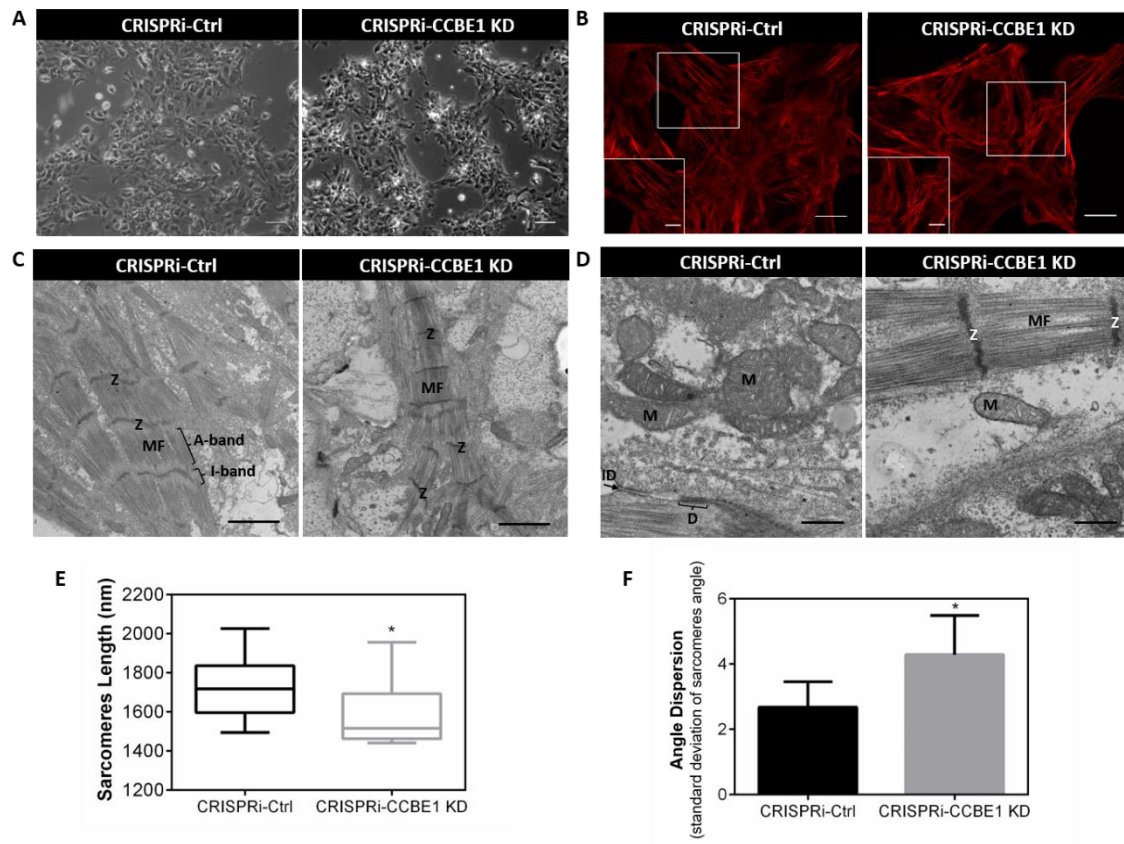 A
CRISPRi-Ctrl
CRISPRi-CCBE1 KD
B
CRISPRi-Ctrl
CRISPRi-CCBE1 KD
C
CRISPRi-Ctrl
CRISPRi-CCBE1 KD
Z
Z
MF
A-band
I-band
Z
MF
Z
Z
D
CRISPRi-Ctrl
CRISPRi-CCBE1 KD
M
M
ID
D
MF
Z
Z
M
E
Sarcomeres Length (nm)
2200
2000
1800
1600
1400
1200
*
CRISPRi-Ctrl
CRISPRi-CCBE1 KD
F
Angle Dispersion
(standard deviation of sarcomeres angle)
6
4
2
0
*
CRISPRi-Ctrl
CRISPRi-CCBE1 KD